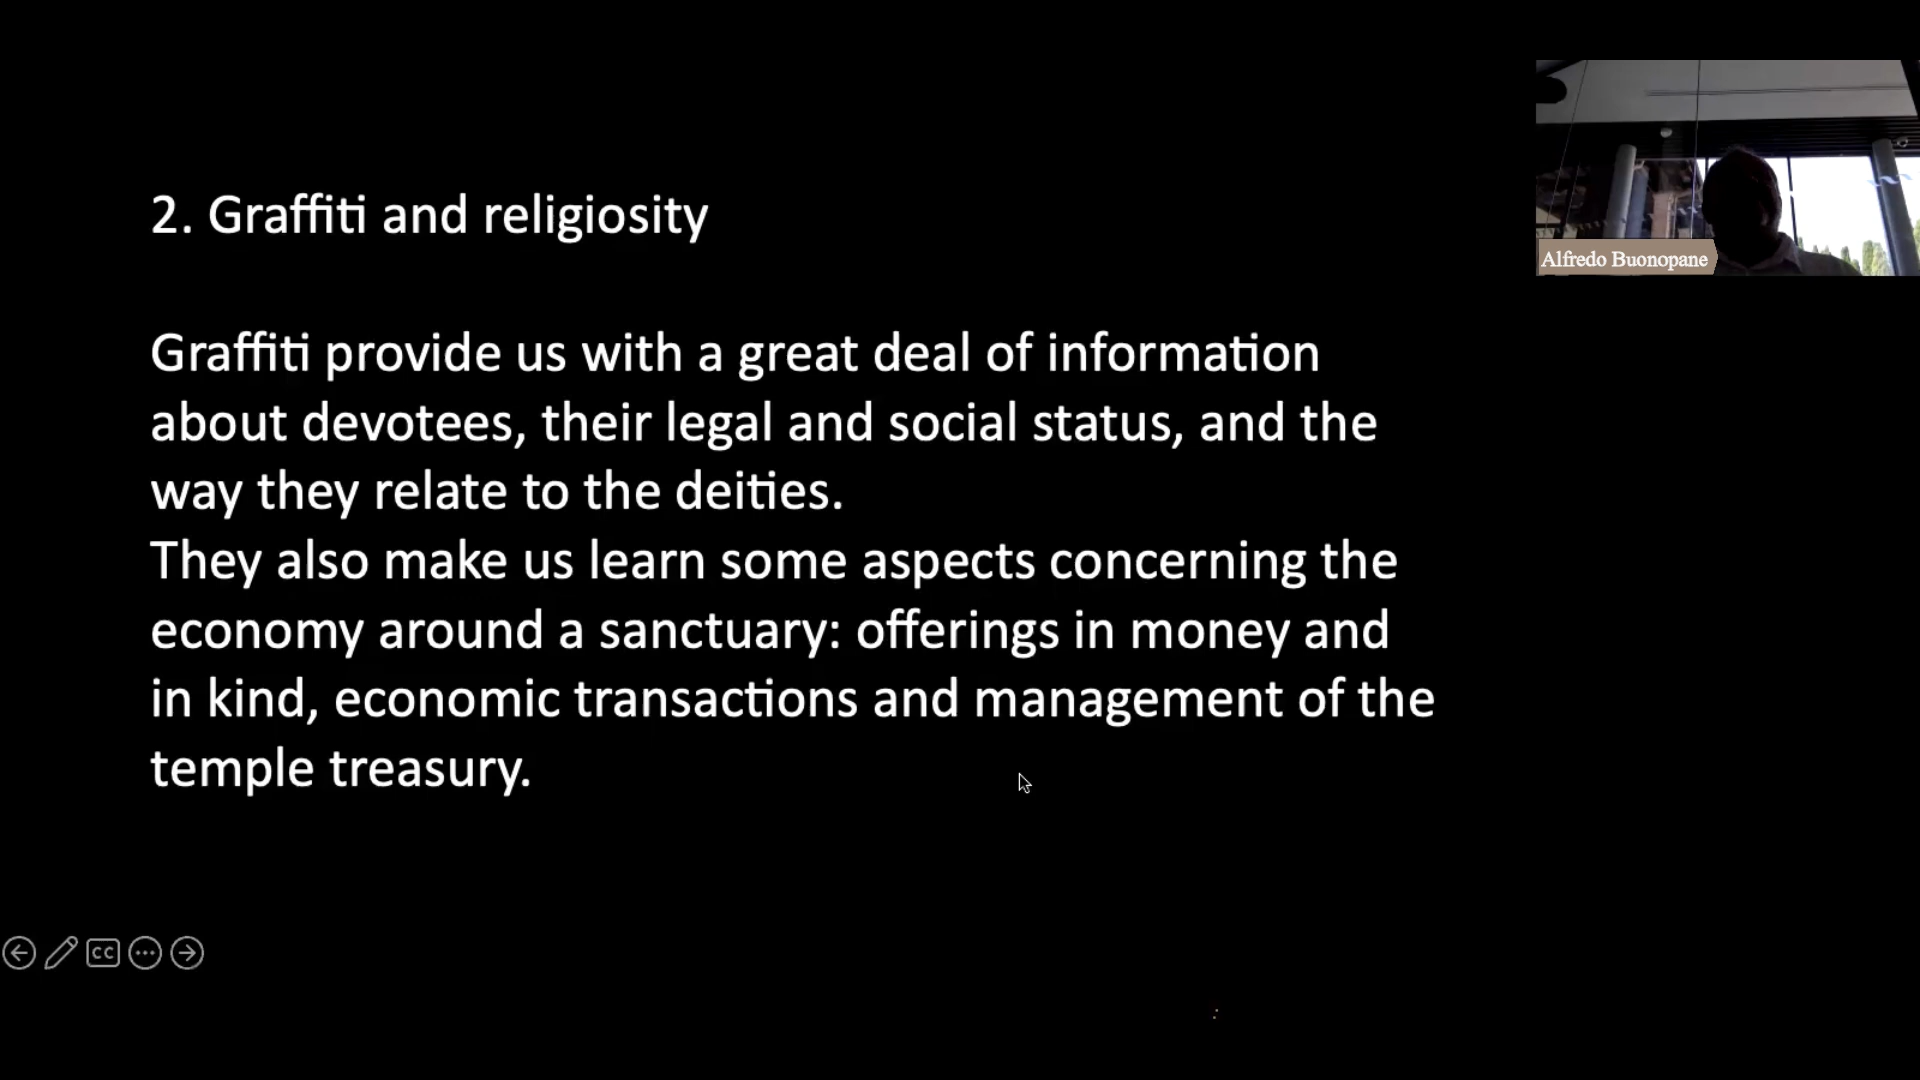 2. Graffiti and religiosity
Graffiti provide us with a great deal of information
about devotees, their legal and social status, and the
way they relate to the deities.
They also make us learn some aspects concerning the
economy around a sanctuary: offerings in money and
in kind, economic transactions and management of the
temple treasury.
Alfredo Buonopane
CC